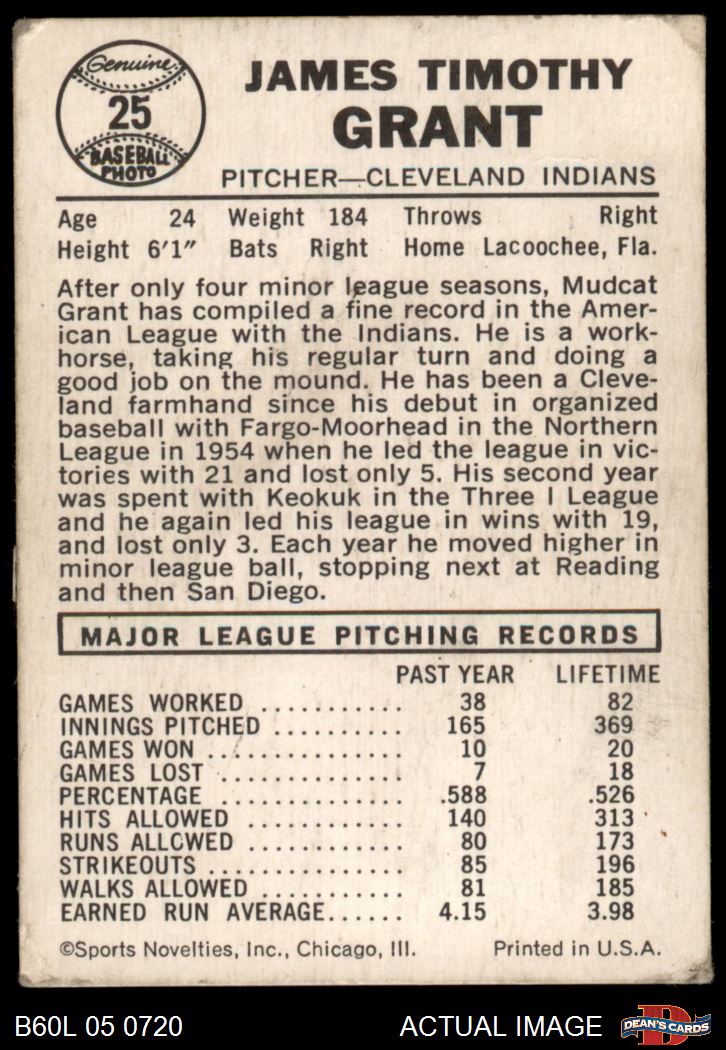 Genuine
25
BASEBALL
PHOTO
JAMES TIMOTHY
GRANT
PITCHER—CLEVELAND INDIANS
Age 24 Weight 184 Throws Right
Height 6'1" Bats Right Home Lacoochee, Fla.
After only four minor league seasons, Mudcat
Grant has compiled a fine record in the Amer-
ican League with the Indians. He is a work-
horse, taking his regular turn and doing a
good job on the mound. He has been a Cleve-
land farmhand since his debut in organized
baseball with Fargo-Moorhead in the Northern
League in 1954 when he led the league in vic-
tories with 21 and lost only 5. His second year
was spent with Keokuk in the Three I League
and he again led his league in wins with 19,
and lost only 3. Each year he moved higher in
minor league ball, stopping next at Reading
and then San Diego.
MAJOR LEAGUE PITCHING RECORDS
PAST YEAR LIFETIME
GAMES WORKED ........... 38 82
INNINGS PITCHED .......... 165 369
GAMES WON ............... 10 20
GAMES LOST .............. 7 18
PERCENTAGE .............. .588 .526
HITS ALLOWED ............ 140 313
RUNS ALLCWED ............ 80 173
STRIKEOUTS ............... 85 196
WALKS ALLOWED ........... 81 185
EARNED RUN AVERAGE...... 4.15 3.98
©Sports Novelties, Inc., Chicago, Ill. Printed in U.S.A.
B60L 05 0720 ACTUAL IMAGE DEAN'S CARDS